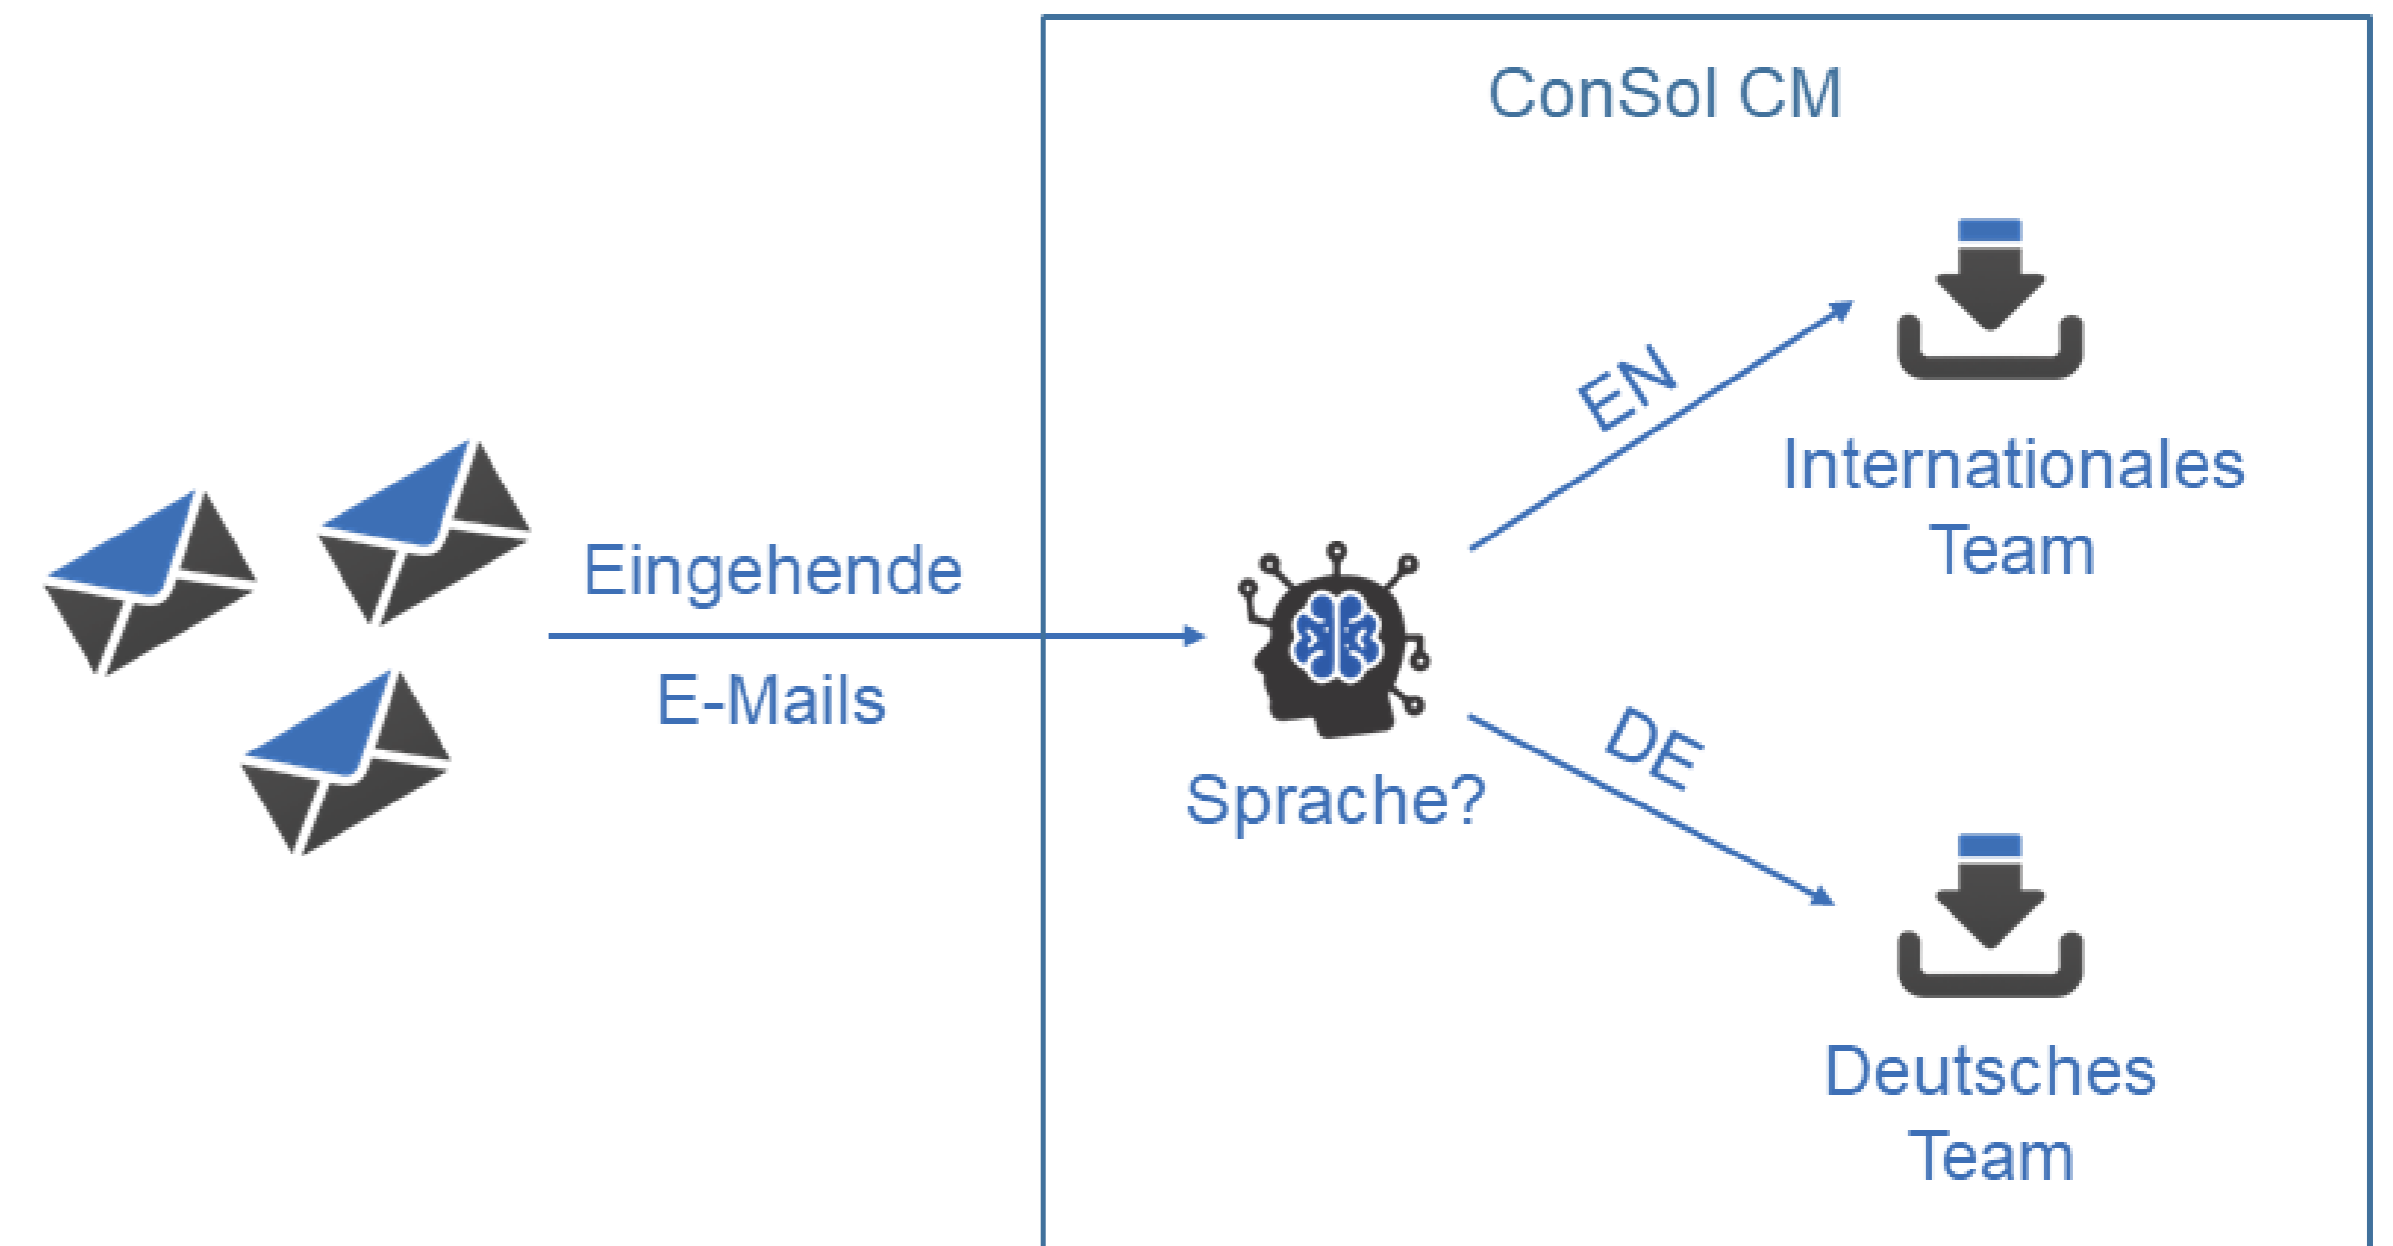 ConSol CM
EN
Internationales
Team
Eingehende
E-Mails
Sprache?
DE
Deutsches
Team